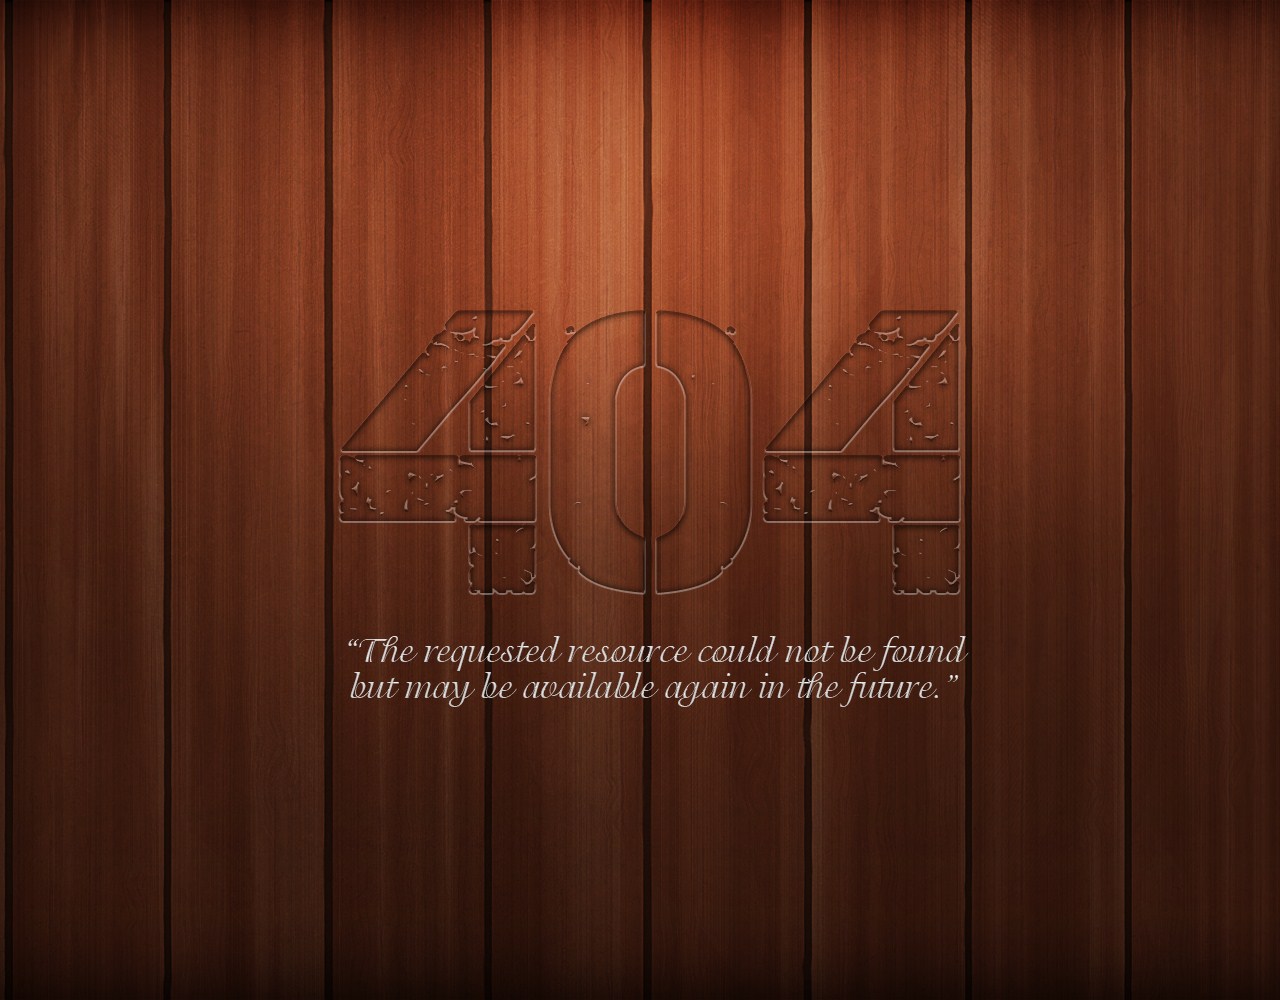 404
“The requested resource could not be found
but may be available again in the future.”